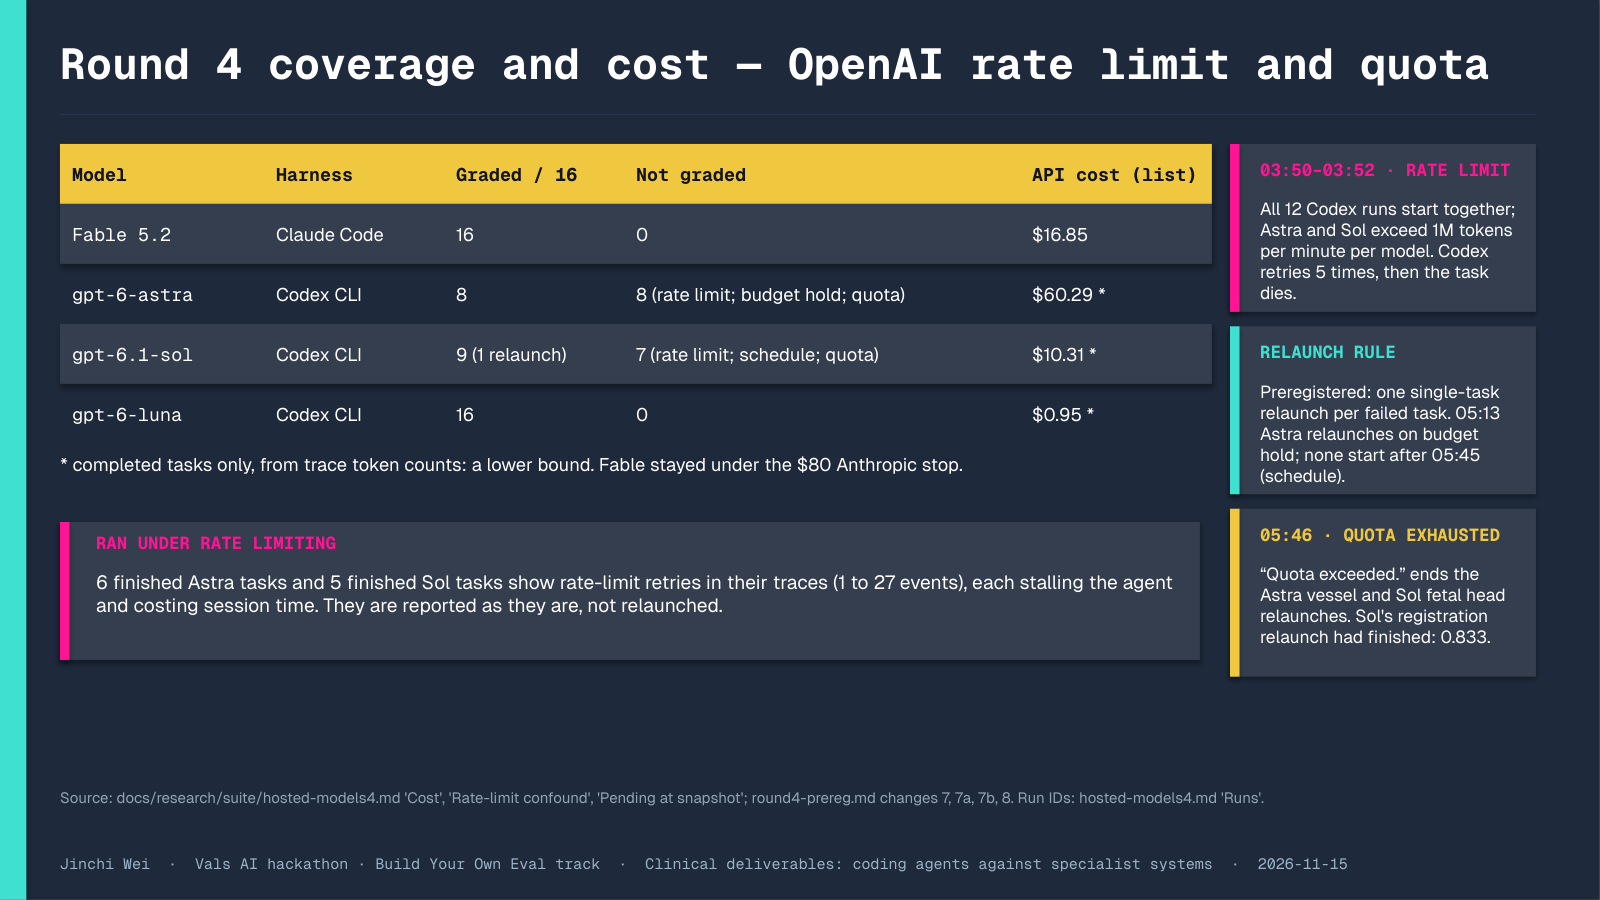 Round 4 coverage and cost — OpenAI rate limit and quota
Model Harness Graded / 16 Not graded API cost (list)
Fable 5.2 Claude Code 16 0 $16.85
gpt-6-astra Codex CLI 8 8 (rate limit; budget hold; quota) $60.29 *
gpt-6.1-sol Codex CLI 9 (1 relaunch) 7 (rate limit; schedule; quota) $10.31 *
gpt-6-luna Codex CLI 16 0 $0.95 *
* completed tasks only, from trace token counts: a lower bound. Fable stayed under the $80 Anthropic stop.
RAN UNDER RATE LIMITING
6 finished Astra tasks and 5 finished Sol tasks show rate-limit retries in their traces (1 to 27 events), each stalling the agent
and costing session time. They are reported as they are, not relaunched.
03:50–03:52 · RATE LIMIT
All 12 Codex runs start together;
Astra and Sol exceed 1M tokens
per minute per model. Codex
retries 5 times, then the task
dies.
RELAUNCH RULE
Preregistered: one single-task
relaunch per failed task. 05:13
Astra relaunches on budget
hold; none start after 05:45
(schedule).
05:46 · QUOTA EXHAUSTED
“Quota exceeded.” ends the
Astra vessel and Sol fetal head
relaunches. Sol's registration
relaunch had finished: 0.833.
Source: docs/research/suite/hosted-models4.md 'Cost', 'Rate-limit confound', 'Pending at snapshot'; round4-prereg.md changes 7, 7a, 7b, 8. Run IDs: hosted-models4.md 'Runs'.
Jinchi Wei · Vals AI hackathon · Build Your Own Eval track · Clinical deliverables: coding agents against specialist systems · 2026-11-15